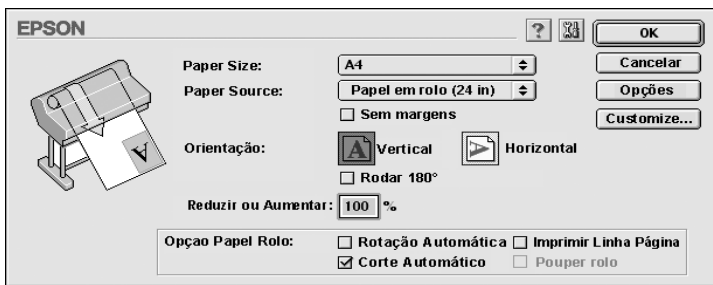 EPSON
? OK
Paper Size: A4 Cancelar
Paper Source: Papel em rolo (24 in) Opções
Sem margens Customize...
Orientação: A Vertical A Horizontal
Rodar 180°
Reduzir ou Aumentar: 100 %
Opçao Papel Rolo: Rotação Automática Imprimir Linha Página
Corte Automático Pouper rolo
A